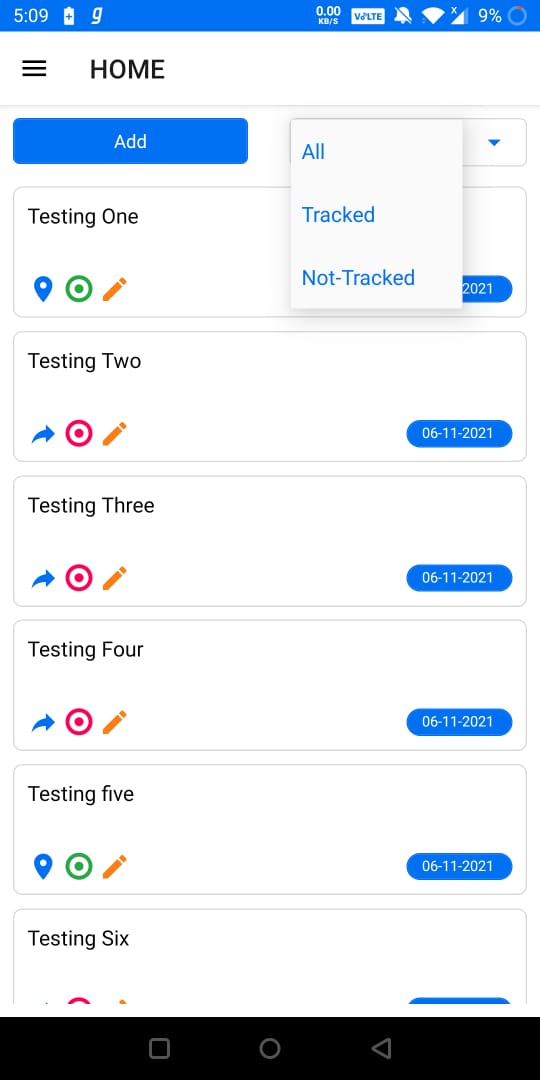 5:09 g 0.00 KB/S VoLTE x 9%
HOME
Add
All
Tracked
Not-Tracked
Testing One
2021
Testing Two
06-11-2021
Testing Three
06-11-2021
Testing Four
06-11-2021
Testing five
06-11-2021
Testing Six